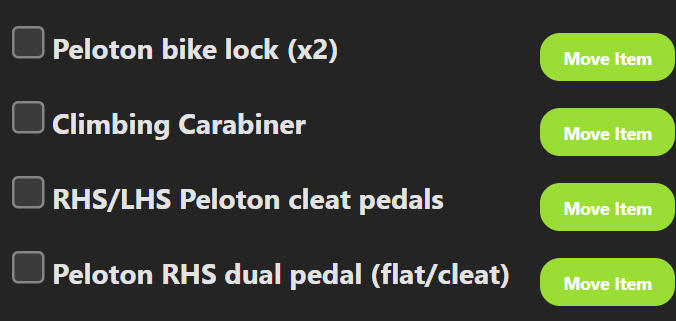 Peloton bike lock (x2)
Move Item
Climbing Carabiner
Move Item
RHS/LHS Peloton cleat pedals
Move Item
Peloton RHS dual pedal (flat/cleat)
Move Item